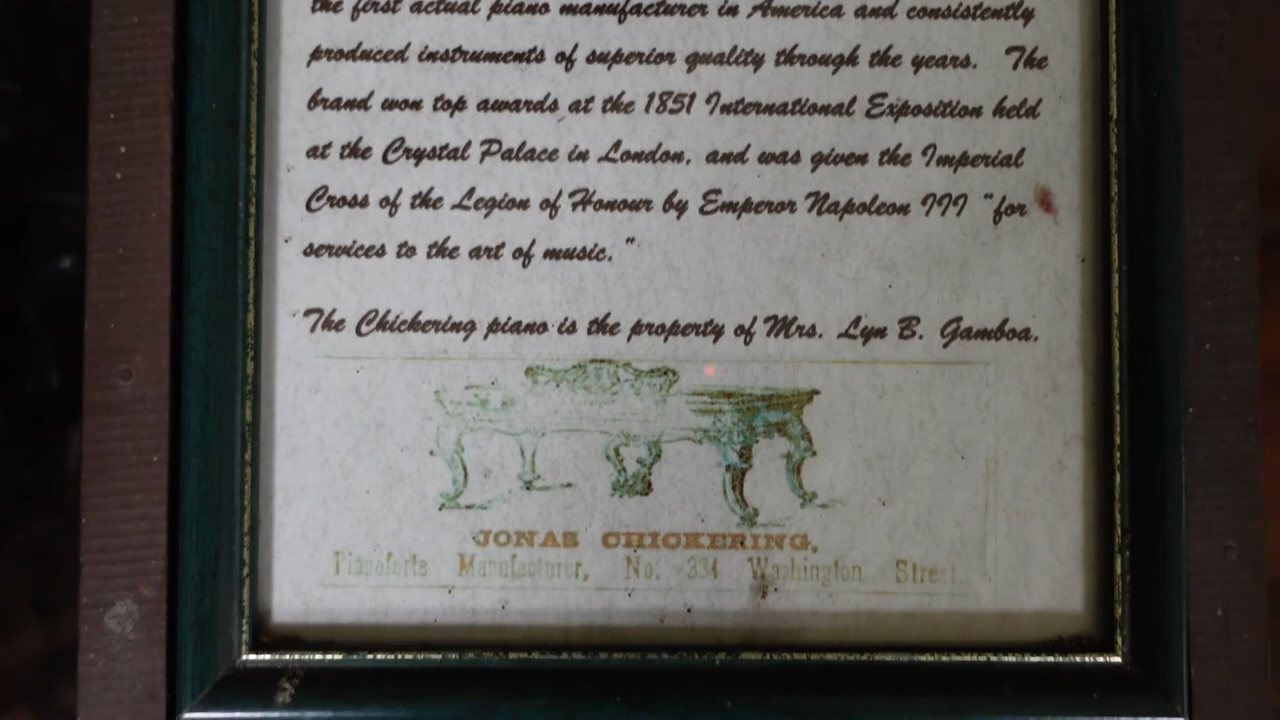 the first actual piano manufacturer in America and consistently
produced instruments of superior quality through the years. The
brand won top awards at the 1851 International Exposition held
at the Crystal Palace in London, and was given the Imperial
Cross of the Legion of Honour by Emperor Napoleon III "for
services to the art of music."
The Chickering piano is the property of Mrs. Lyn B. Gamboa.
JONAS CHICKERING,
Pianoforte Manufacturer, No. 334 Washington Street.